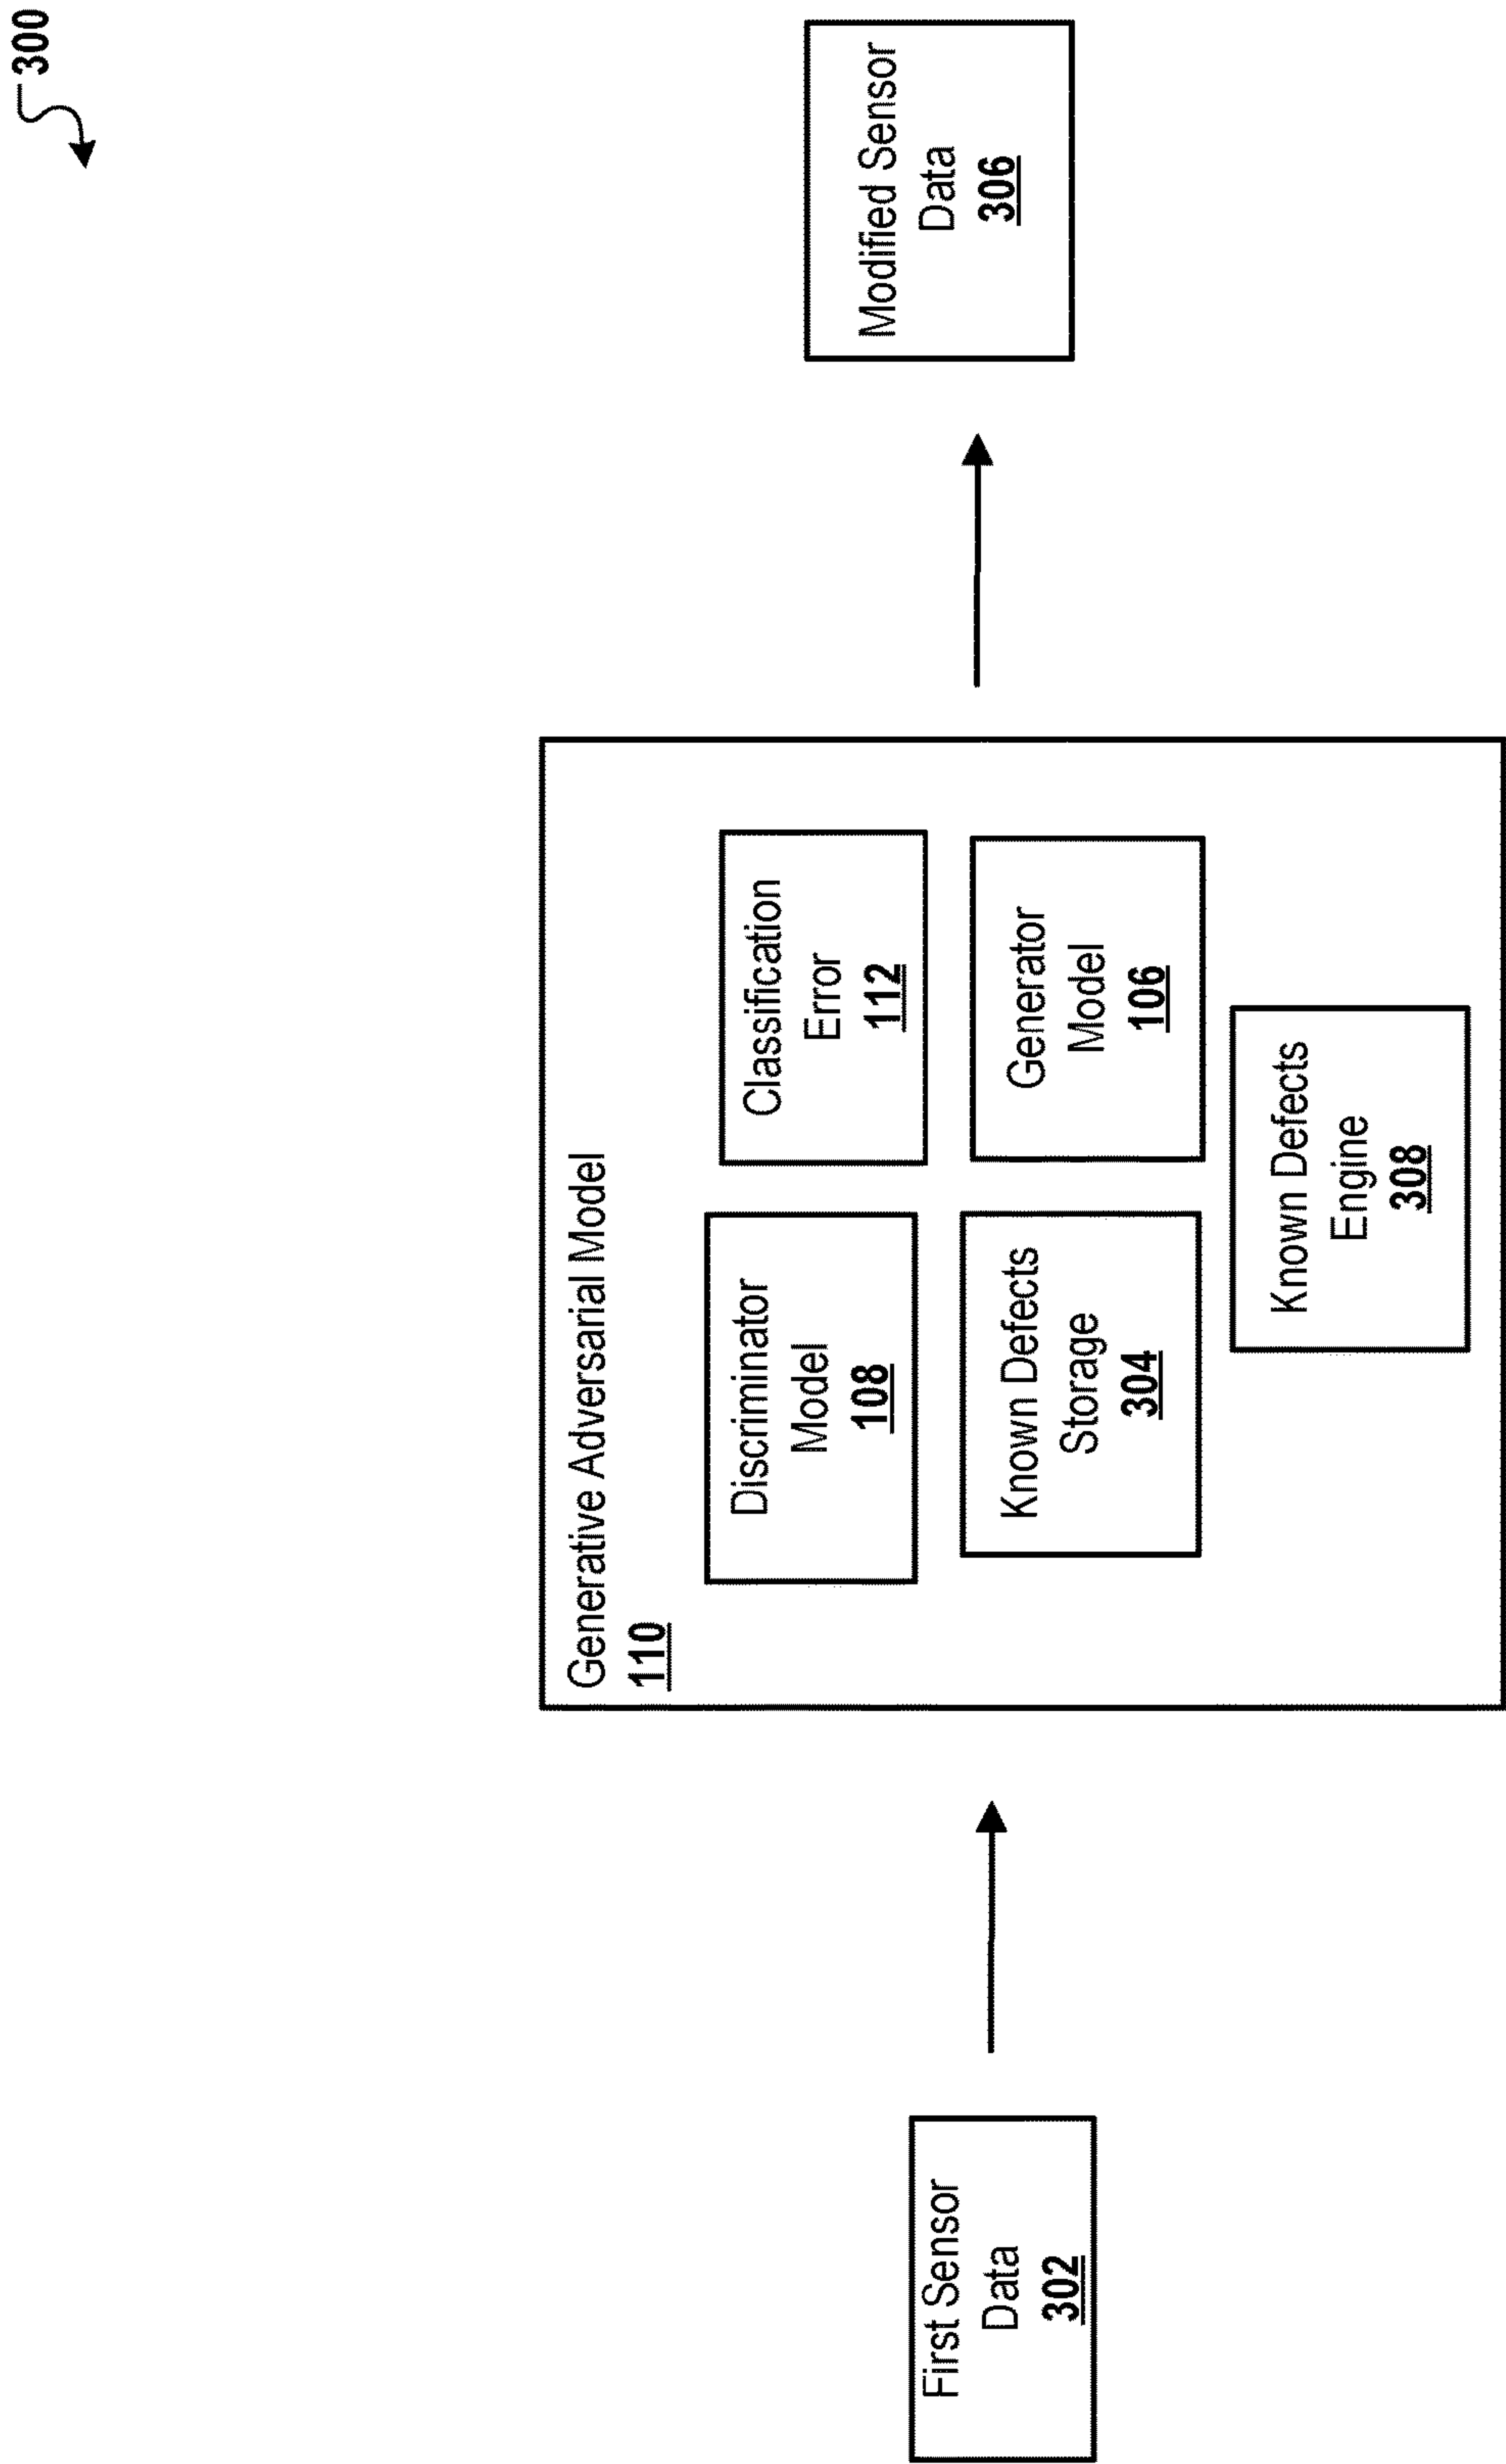 300
First Sensor
Data
302
Generative Adversarial Model
110
Discriminator
Model
108
Classification
Error
112
Known Defects
Storage
304
Generator
Model
106
Known Defects
Engine
308
Modified Sensor
Data
306